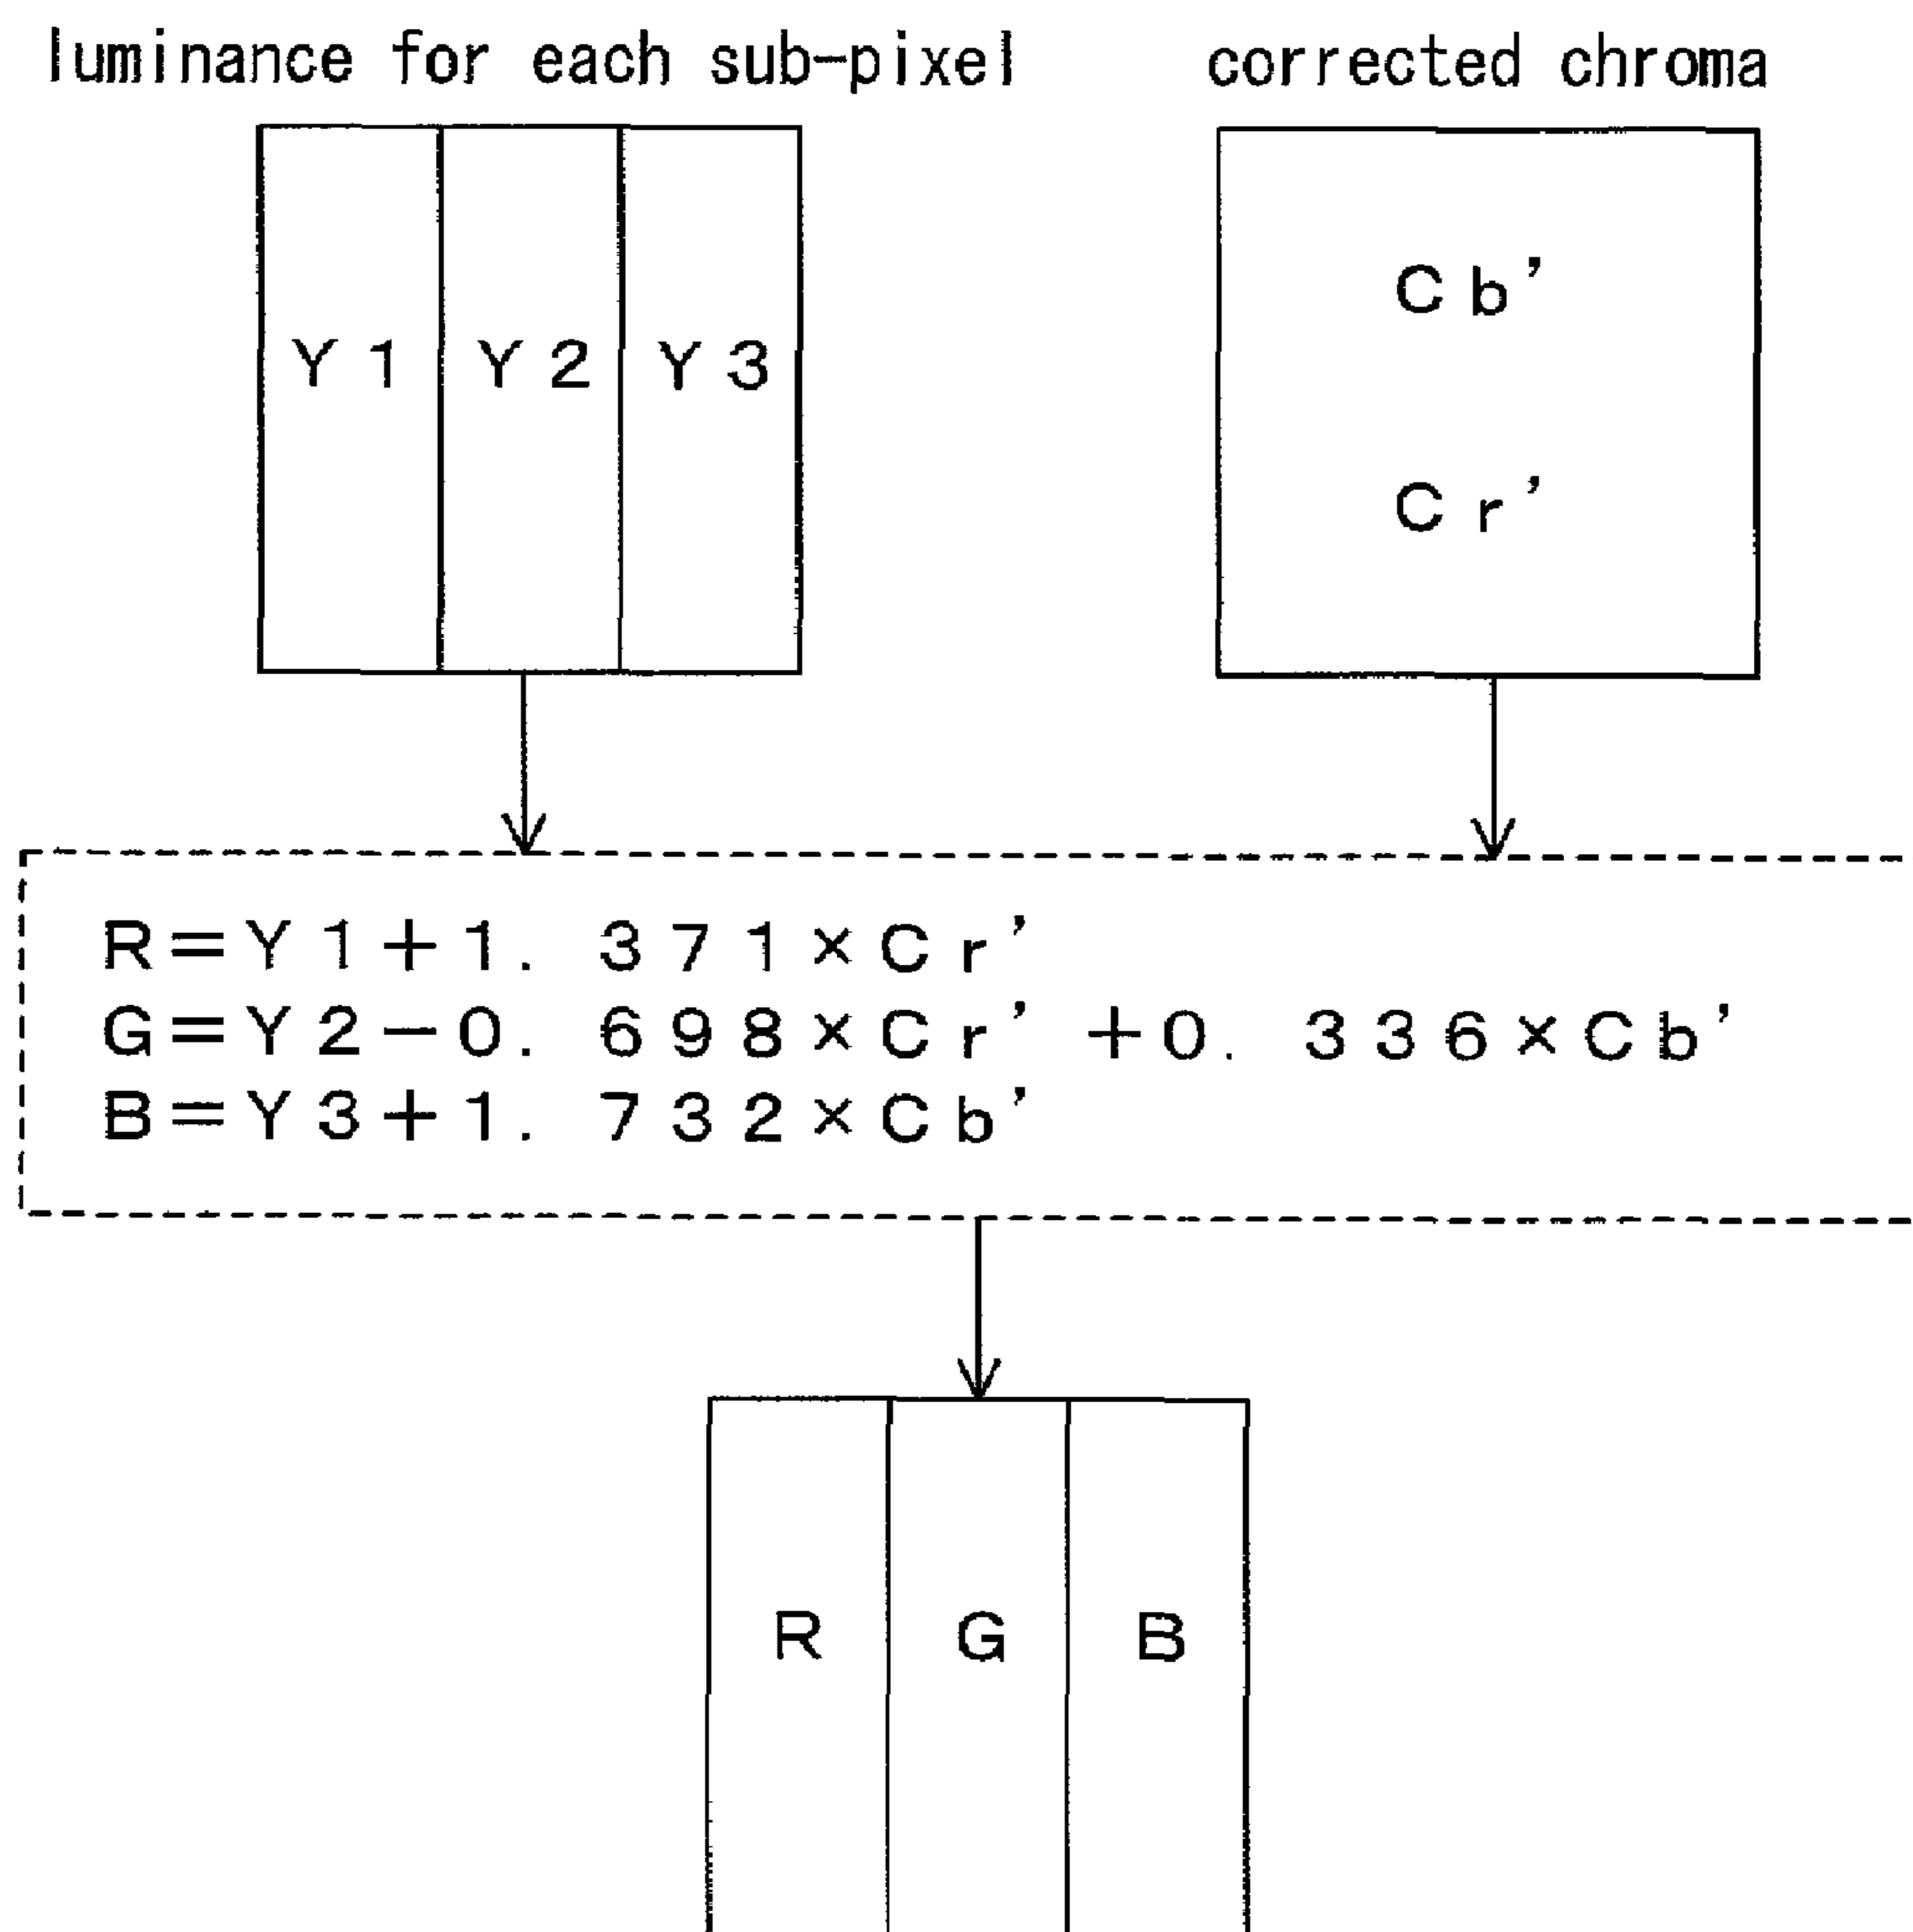 luminance for each sub-pixel
corrected chroma
Y1 Y2 Y3
Cb'
Cr'
R=Y1+1.371×Cr'
G=Y2-0.698×Cr'+0.336×Cb'
B=Y3+1.732×Cb'
R G B